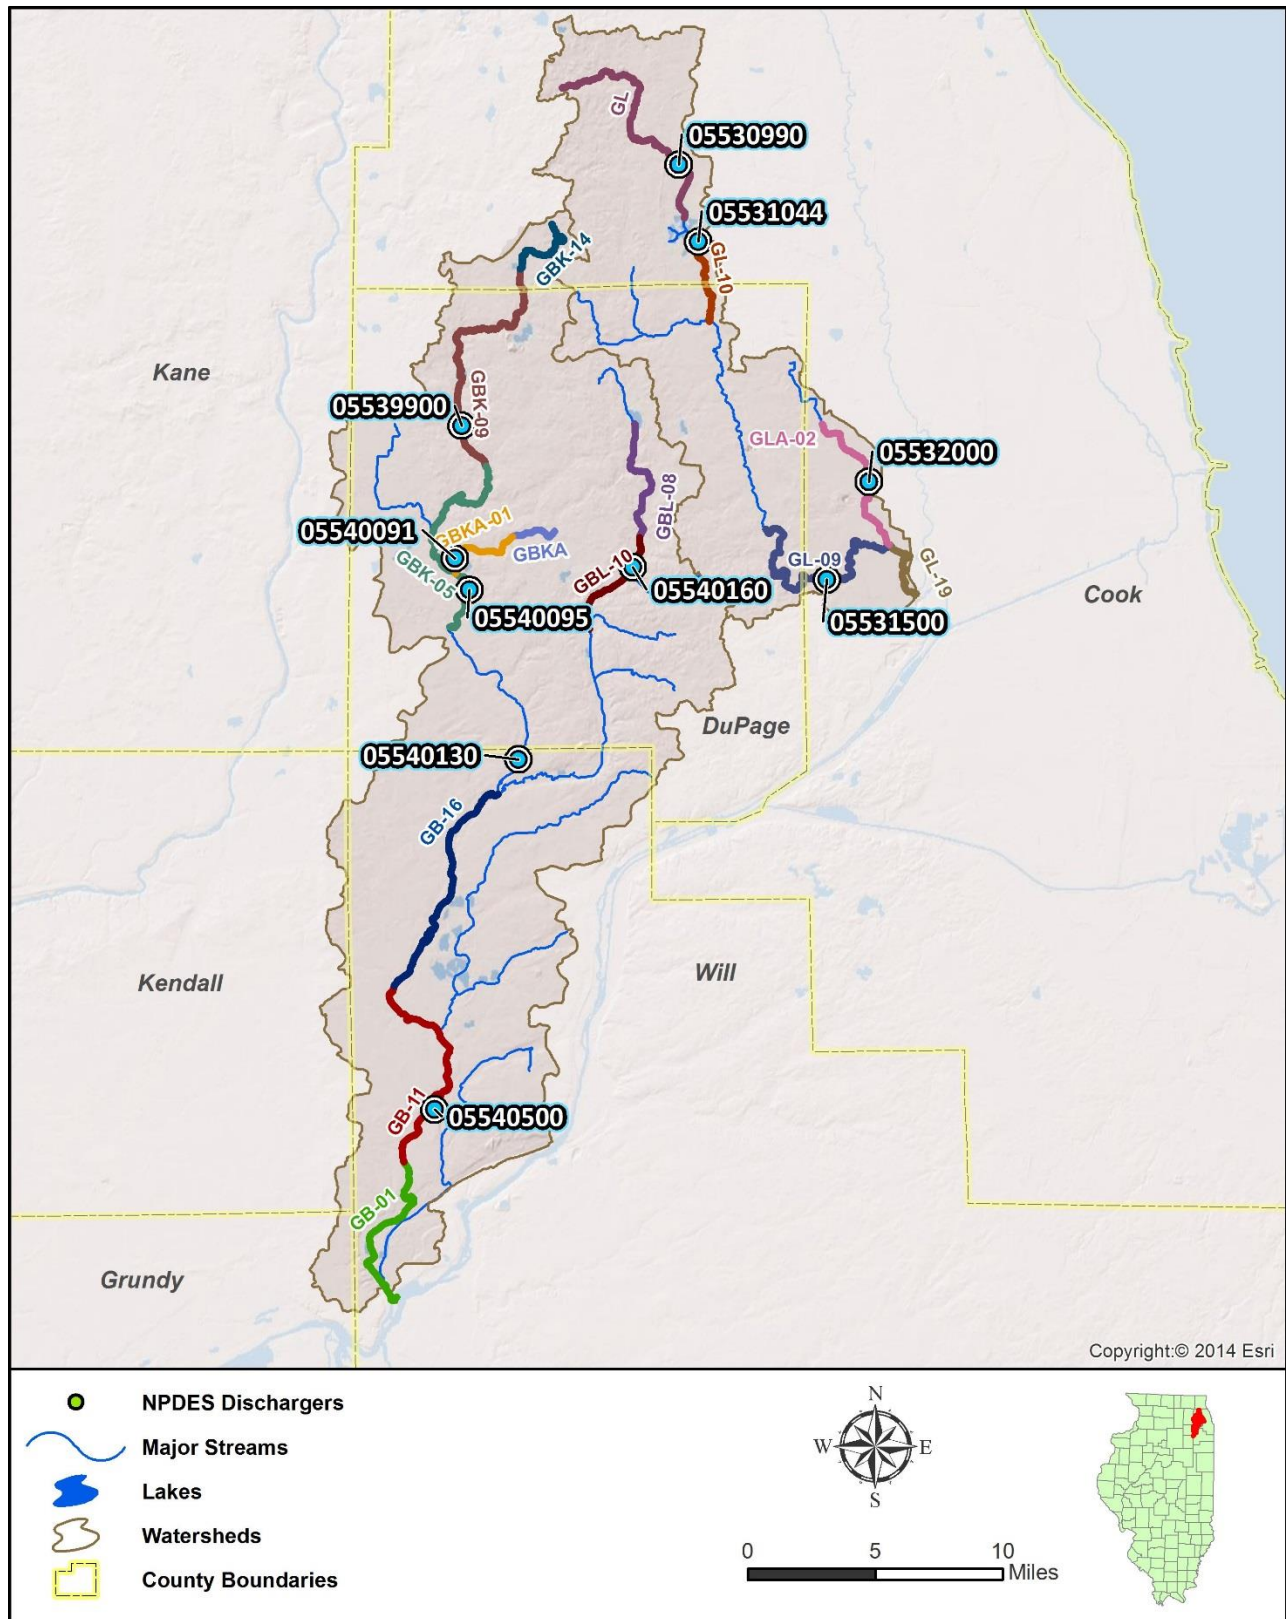 GL
05530990
05531044
GL-10
GBK-14
Kane
05539900
GBK-09
GLA-02
05532000
GBL-08
05540091
GBKA-01
GBKA
GBK-05
GBL-10
05540160
GL-09
GL-19
05540095
05531500
Cook
DuPage
05540130
GB-16
Kendall
Will
GB-11
05540500
GB-01
Grundy
Copyright:© 2014 Esri
NPDES Dischargers
Major Streams
Lakes
Watersheds
County Boundaries
N
W E
S
0 5 10
Miles